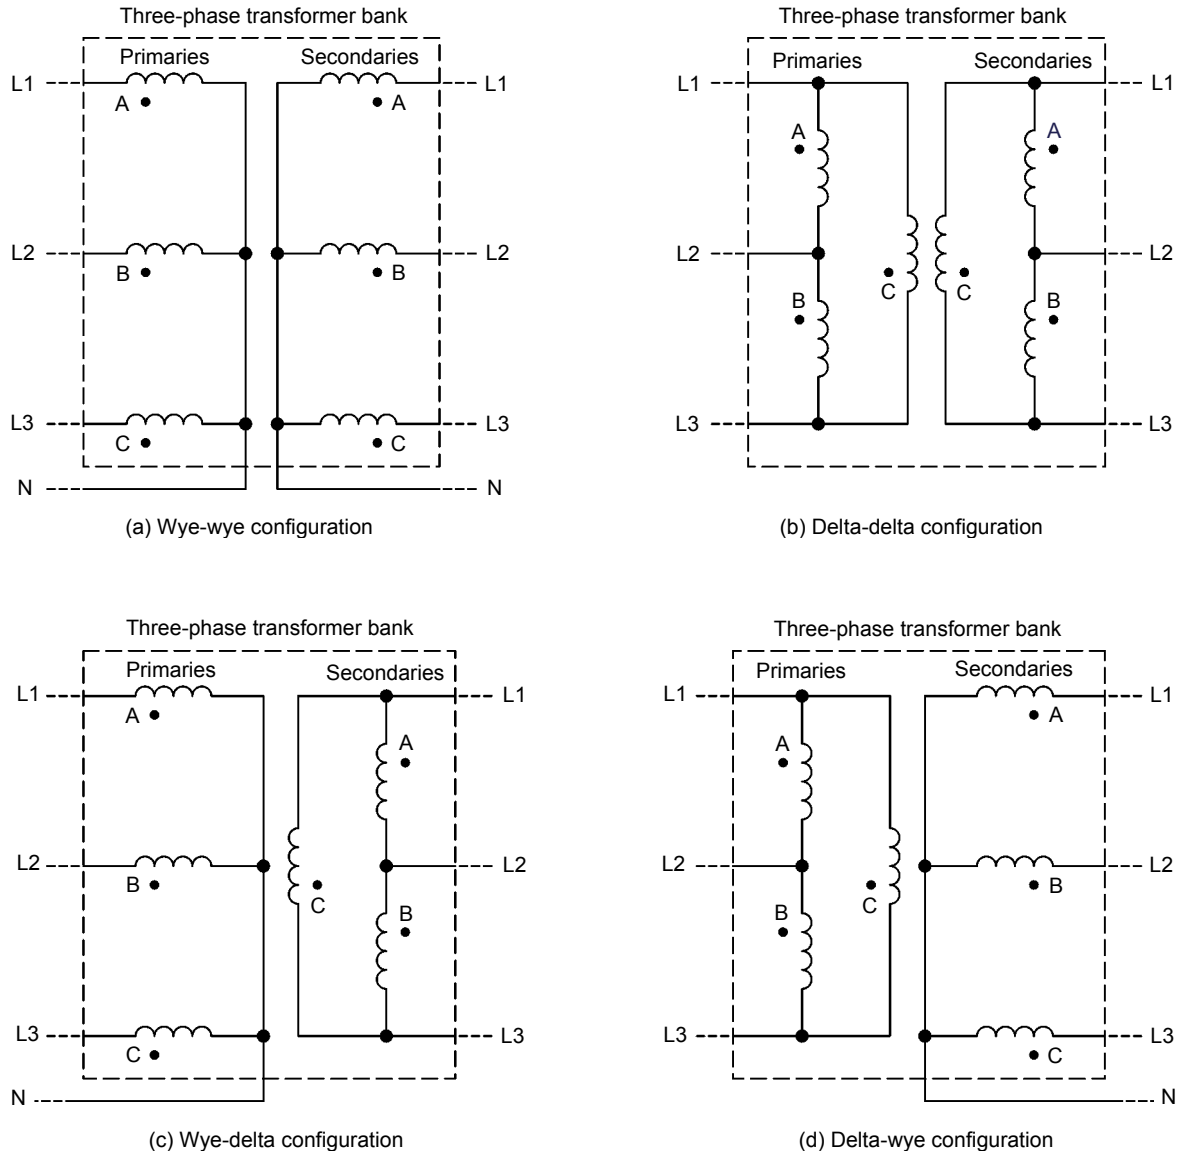 Three-phase transformer bank
Primaries Secondaries
L1 L1
A A
L2 L2
B B
L3 L3
C C
N N
(a) Wye-wye configuration
Three-phase transformer bank
Primaries Secondaries
L1 L1
A A
L2 L2
C C
B B
L3 L3
(b) Delta-delta configuration
Three-phase transformer bank
Primaries Secondaries
L1 L1
A A
L2 L2
B C B
L3 L3
C
N
(c) Wye-delta configuration
Three-phase transformer bank
Primaries Secondaries
L1 L1
A A
L2 L2
B C B
L3 L3
C
N
(d) Delta-wye configuration